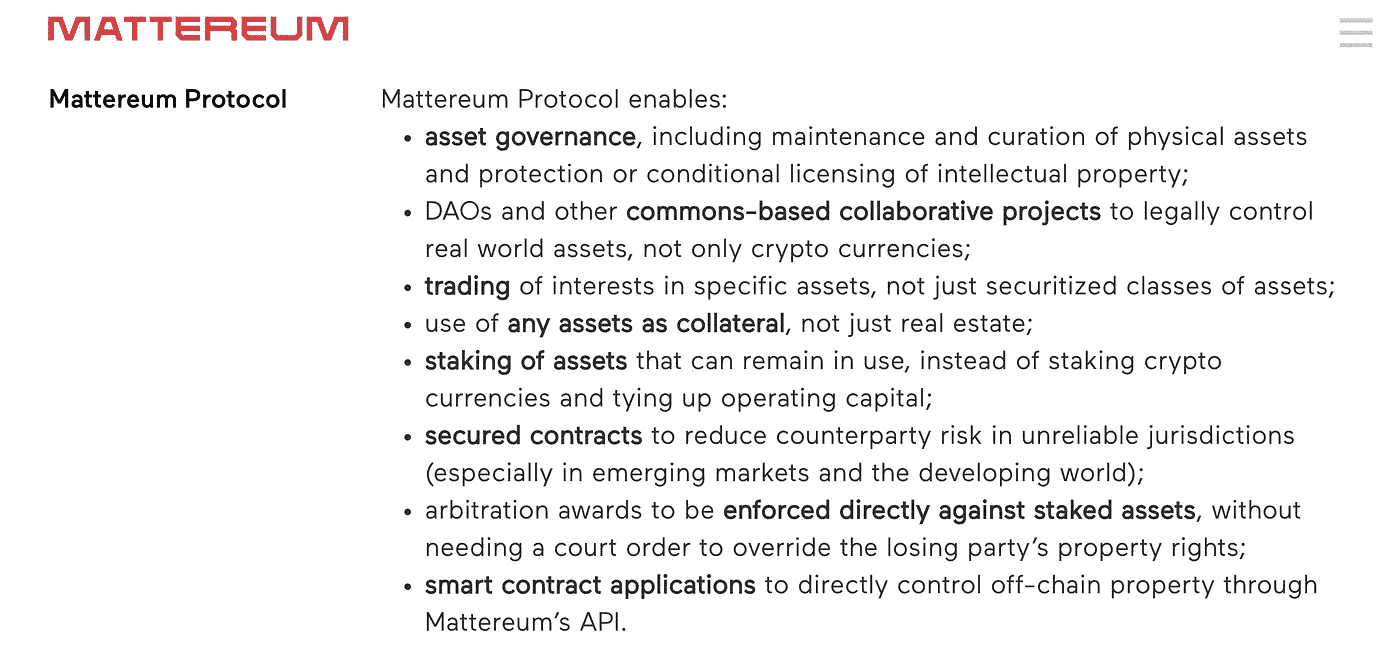 MATTEREUM
Mattereum Protocol
Mattereum Protocol enables:
• asset governance, including maintenance and curation of physical assets
and protection or conditional licensing of intellectual property;
• DAOs and other commons-based collaborative projects to legally control
real world assets, not only crypto currencies;
• trading of interests in specific assets, not just securitized classes of assets;
• use of any assets as collateral, not just real estate;
• staking of assets that can remain in use, instead of staking crypto
currencies and tying up operating capital;
• secured contracts to reduce counterparty risk in unreliable jurisdictions
(especially in emerging markets and the developing world);
• arbitration awards to be enforced directly against staked assets, without
needing a court order to override the losing party’s property rights;
• smart contract applications to directly control off-chain property through
Mattereum’s API.